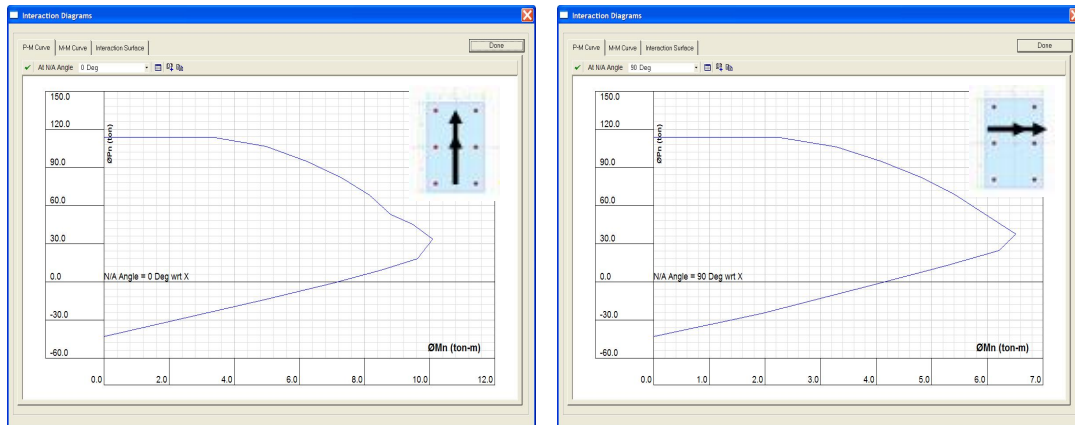 Interaction Diagrams
P-M Curve M-M Curve Interaction Surface
Done
At N/A Angle 0 Deg
150.0
120.0
90.0
60.0
30.0
0.0
-30.0
-60.0
ØPn (ton)
N/A Angle = 0 Deg wrt X
ØMn (ton-m)
0.0 2.0 4.0 6.0 8.0 10.0 12.0
Interaction Diagrams
P-M Curve M-M Curve Interaction Surface
Done
At N/A Angle 90 Deg
150.0
120.0
90.0
60.0
30.0
0.0
-30.0
-60.0
ØPn (ton)
N/A Angle = 90 Deg wrt X
ØMn (ton-m)
0.0 1.0 2.0 3.0 4.0 5.0 6.0 7.0